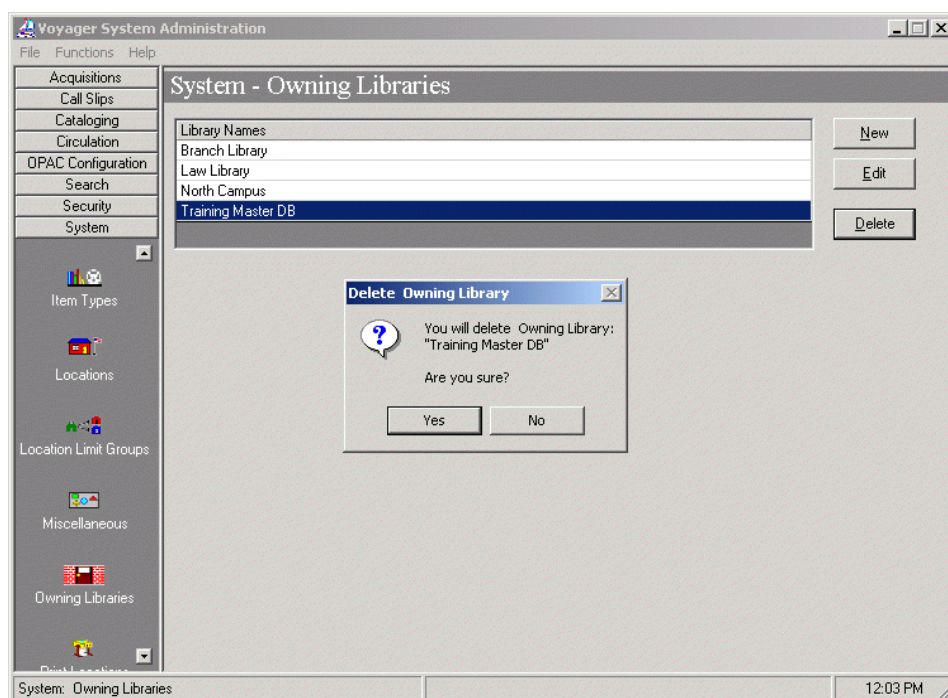 Voyager System Administration
File Functions Help
Acquisitions
Call Slips
Cataloging
Circulation
OPAC Configuration
Search
Security
System
Item Types
Locations
Location Limit Groups
Miscellaneous
Owning Libraries
Print Locations
System - Owning Libraries
Library Names
Branch Library
Law Library
North Campus
Training Master DB
New
Edit
Delete
Delete Owning Library
You will delete Owning Library:
"Training Master DB"
Are you sure?
Yes No
System: Owning Libraries 12:03 PM